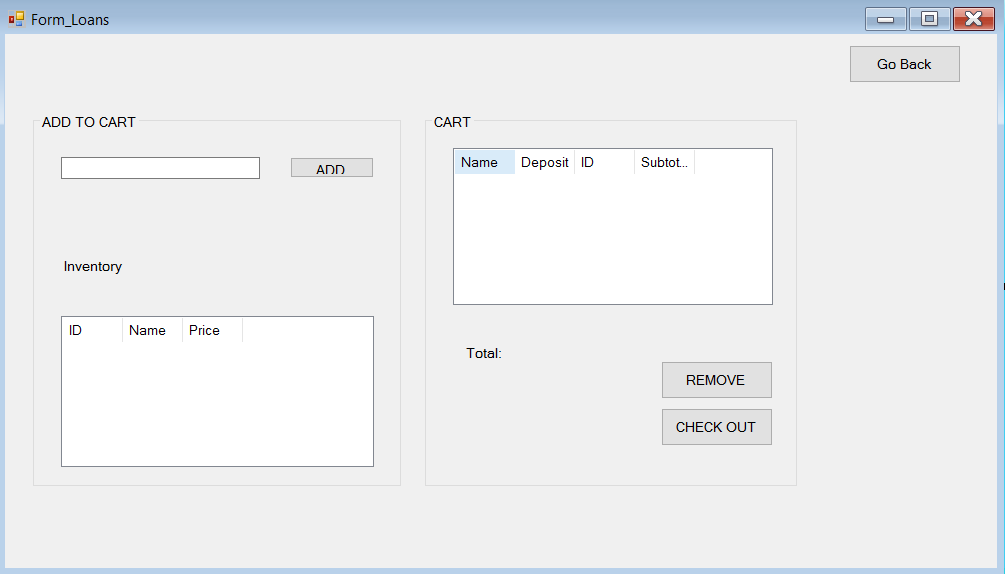 Form_Loans
Go Back
ADD TO CART
ADD
Inventory
ID Name Price
CART
Name Deposit ID Subtot...
Total:
REMOVE
CHECK OUT